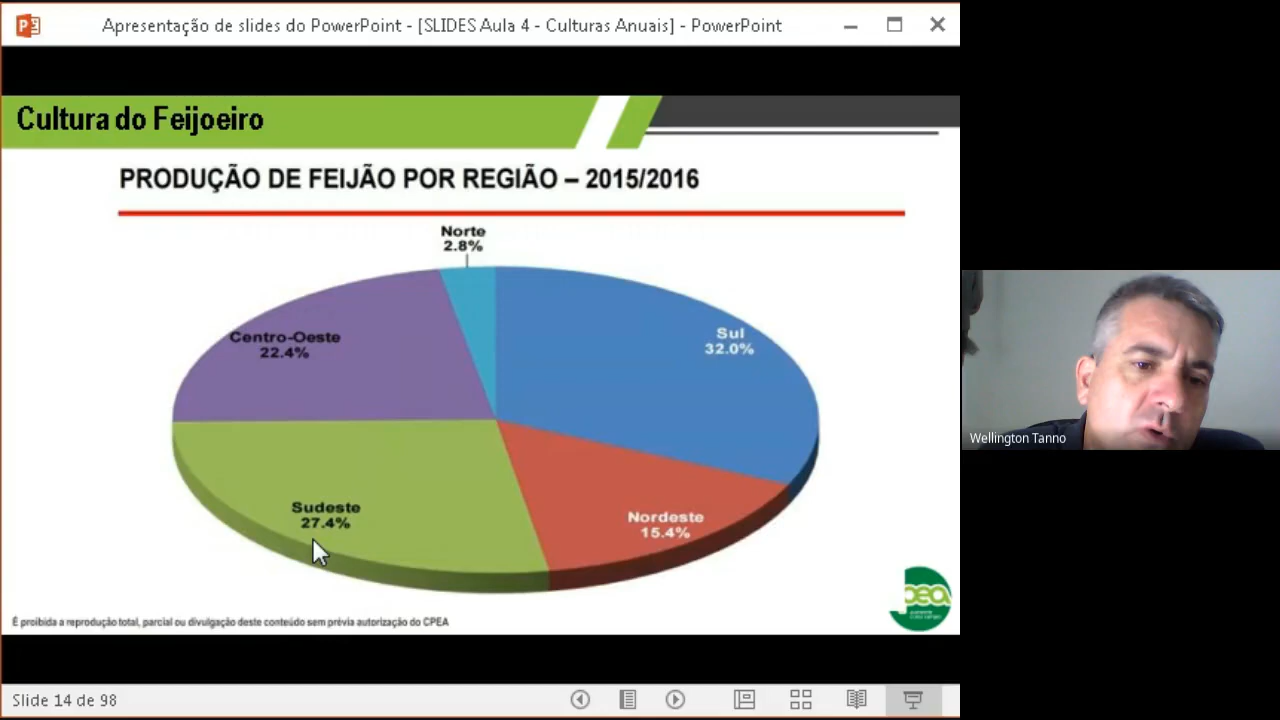 Apresentação de slides do PowerPoint - [SLIDES Aula 4 - Culturas Anuais] - PowerPoint
Cultura do Feijoeiro
PRODUÇÃO DE FEIJÃO POR REGIÃO – 2015/2016
Norte
2.8%
Sul
32.0%
Centro-Oeste
22.4%
Sudeste
27.4%
Nordeste
15.4%
Wellington Tanno
É proibida a reprodução total, parcial ou divulgação deste conteúdo sem prévia autorização do CPEA
Slide 14 de 98